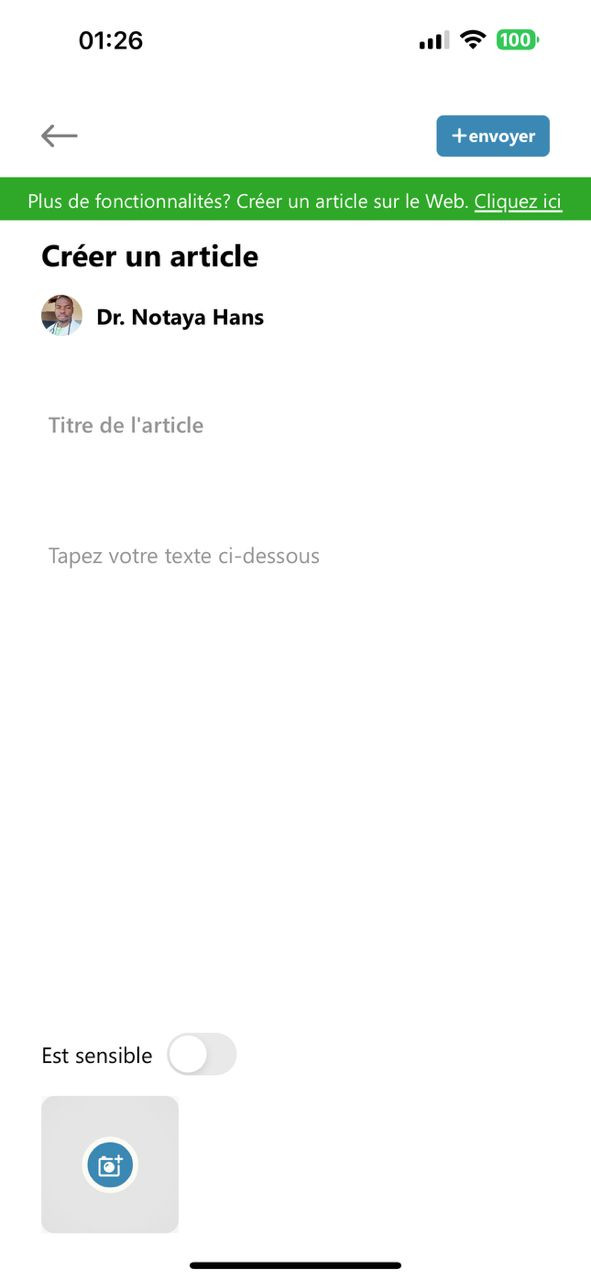 01:26
100
+envoyer
Plus de fonctionnalités? Créer un article sur le Web. Cliquez ici
Créer un article
Dr. Notaya Hans
Titre de l'article
Tapez votre texte ci-dessous
Est sensible